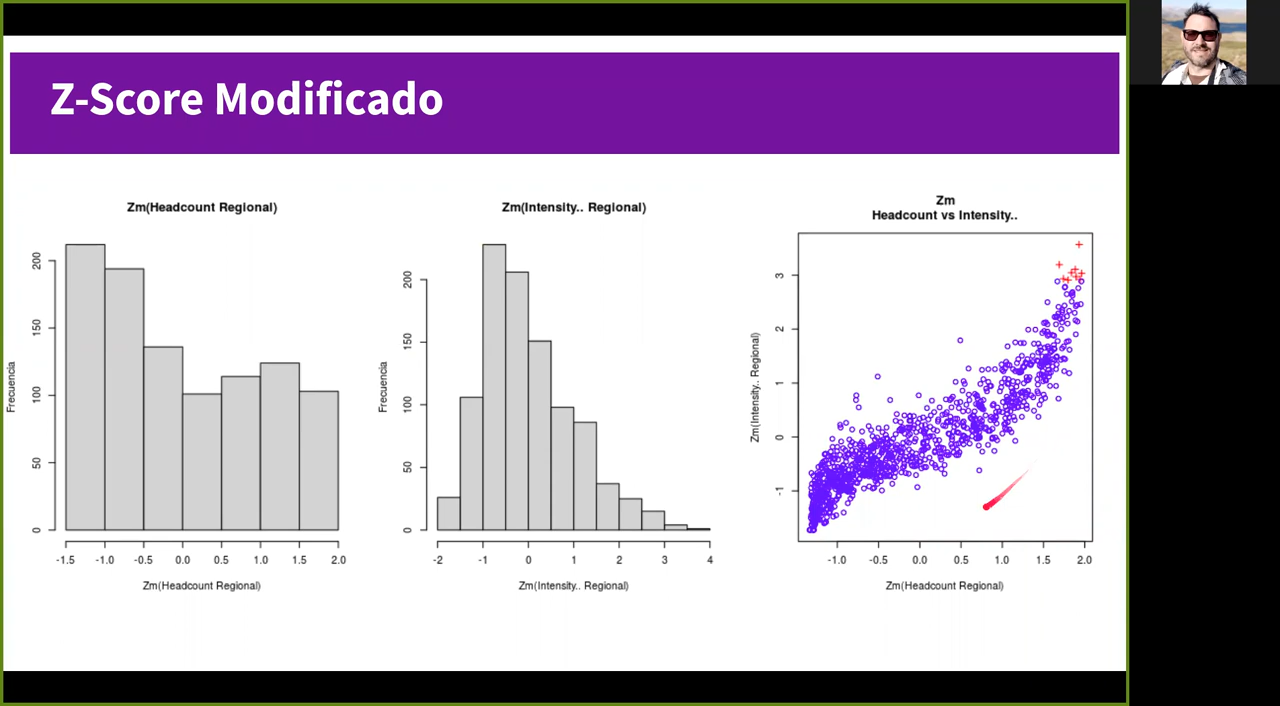 Z-Score Modificado
Zm(Headcount Regional)
Frecuencia
200
150
100
50
0
-1.5 -1.0 -0.5 0.0 0.5 1.0 1.5 2.0
Zm(Headcount Regional)
Zm(Intensity.. Regional)
Frecuencia
200
150
100
50
0
-2 -1 0 1 2 3 4
Zm(Intensity.. Regional)
Zm
Headcount vs Intensity..
Zm(Intensity.. Regional)
3
2
1
0
-1
-1.0 -0.5 0.0 0.5 1.0 1.5 2.0
Zm(Headcount Regional)